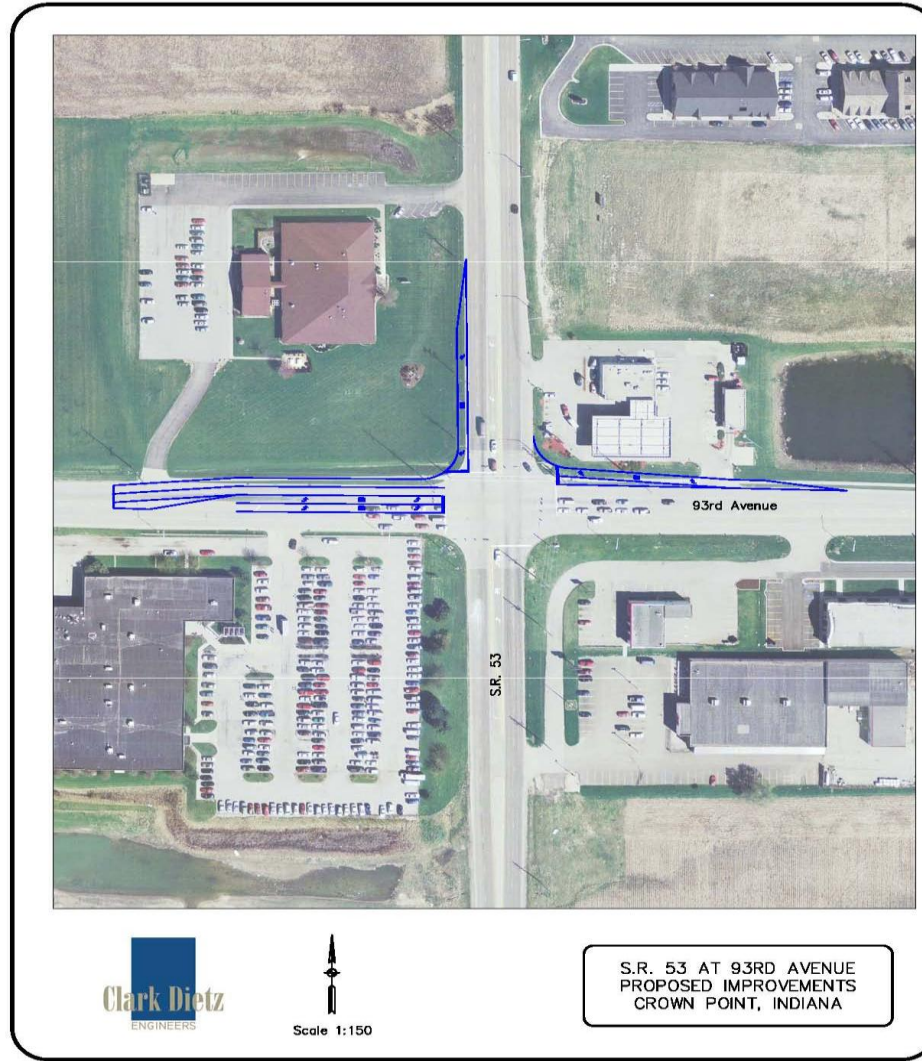 93rd Avenue
S.R. 53
Clark Dietz
ENGINEERS
Scale 1:150
S.R. 53 AT 93RD AVENUE
PROPOSED IMPROVEMENTS
CROWN POINT, INDIANA